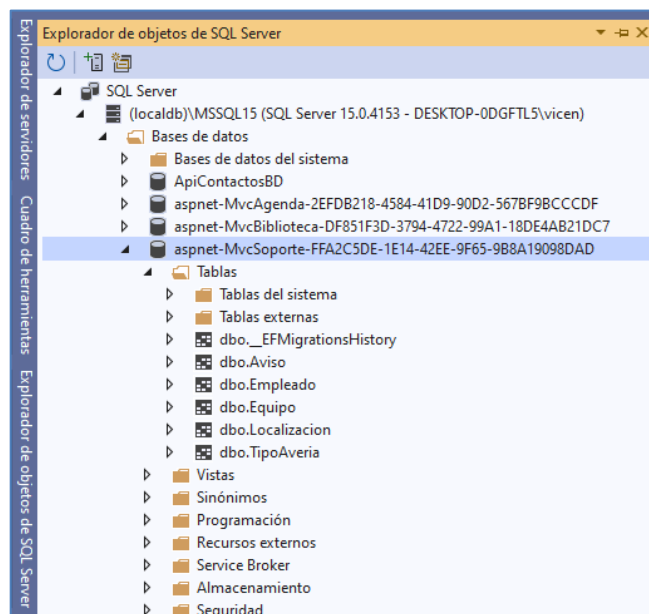 Explorador de servidores
Cuadro de herramientas
Explorador de objetos de SQL Server
Explorador de objetos de SQL Server
SQL Server
(localdb)\MSSQL15 (SQL Server 15.0.4153 - DESKTOP-0DGFTL5\vicen)
Bases de datos
Bases de datos del sistema
ApiContactosBD
aspnet-MvcAgenda-2EFDB218-4584-41D9-90D2-567BF9BCCCDF
aspnet-MvcBiblioteca-DF851F3D-3794-4722-99A1-18DE4AB21DC7
aspnet-MvcSoporte-FFA2C5DE-1E14-42EE-9F65-9B8A19098DAD
Tablas
Tablas del sistema
Tablas externas
dbo.__EFMigrationsHistory
dbo.Aviso
dbo.Empleado
dbo.Equipo
dbo.Localizacion
dbo.TipoAveria
Vistas
Sinónimos
Programación
Recursos externos
Service Broker
Almacenamiento
Seguridad